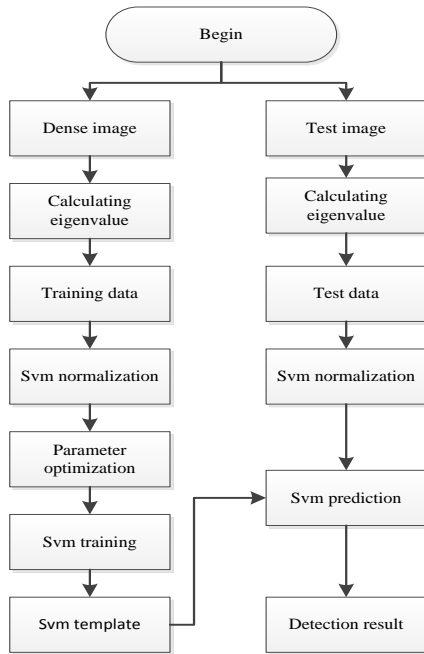 Begin
Dense image
Calculating
eigenvalue
Training data
Svm normalization
Parameter
optimization
Svm training
Svm template
Test image
Calculating
eigenvalue
Test data
Svm normalization
Svm prediction
Detection result